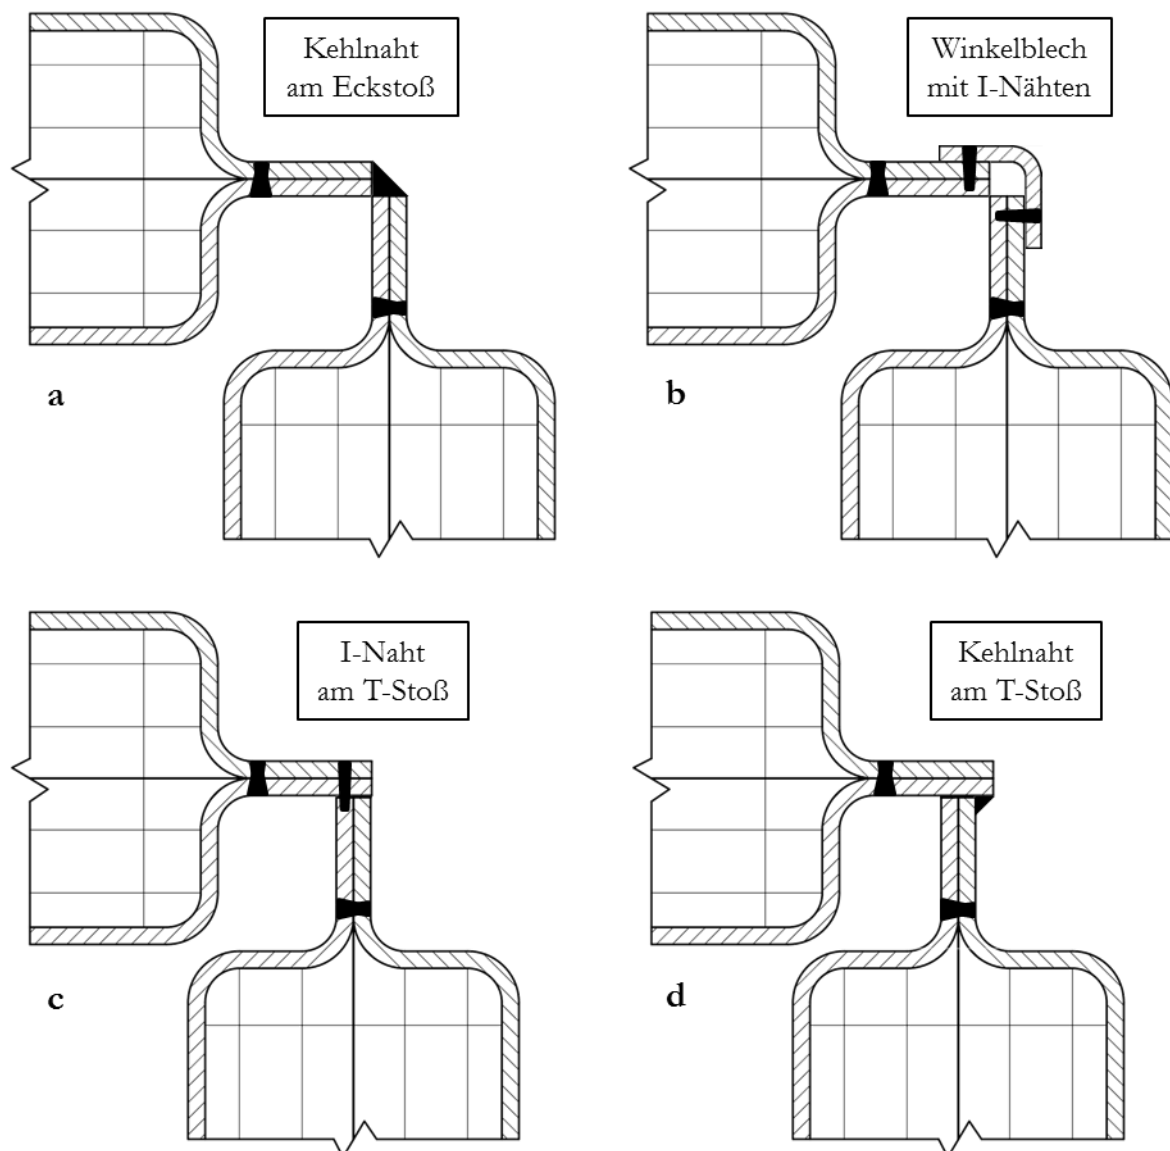 Kehlnaht
am Eckstoß
a
Winkelblech
mit I-Nähten
b
I-Naht
am T-Stoß
c
Kehlnaht
am T-Stoß
d